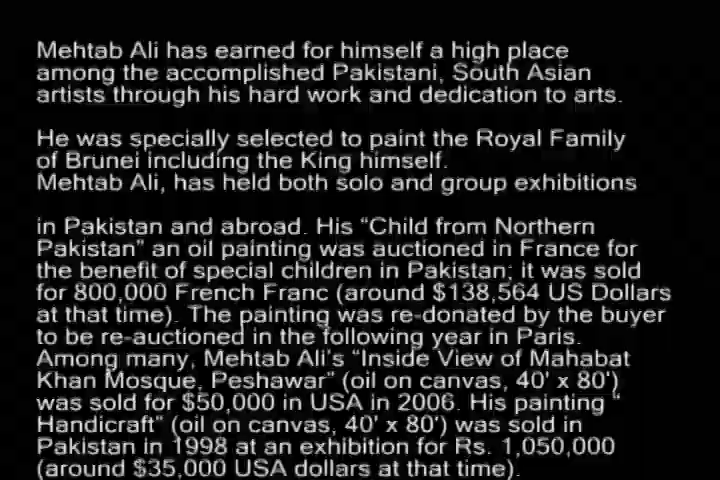 Mehtab Ali has earned for himself a high place
among the accomplished Pakistani, South Asian
artists through his hard work and dedication to arts.
He was specially selected to paint the Royal Family
of Brunei including the King himself.
Mehtab Ali, has held both solo and group exhibitions
in Pakistan and abroad. His “Child from Northern
Pakistan” an oil painting was auctioned in France for
the benefit of special children in Pakistan; it was sold
for 800,000 French Franc (around $138,564 US Dollars
at that time). The painting was re-donated by the buyer
to be re-auctioned in the following year in Paris.
Among many, Mehtab Ali’s “Inside View of Mahabat
Khan Mosque, Peshawar” (oil on canvas, 40' x 80')
was sold for $50,000 in USA in 2006. His painting “
Handicraft” (oil on canvas, 40' x 80') was sold in
Pakistan in 1998 at an exhibition for Rs. 1,050,000
(around $35,000 USA dollars at that time).